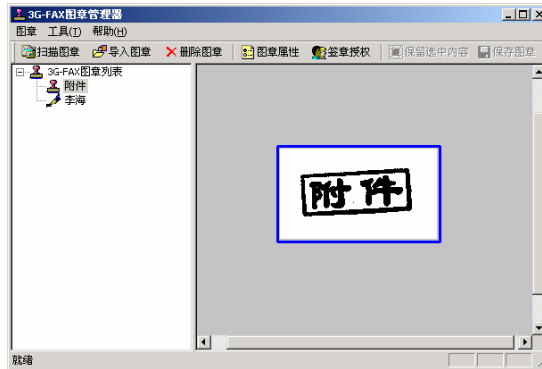 3G-FAX图章管理器
图章 工具(T) 帮助(H)
扫描图章 导入图章 删除图章 图章属性 签章授权 保留选中内容 保存图章
3G-FAX图章列表
附件
李海
附件
就绪